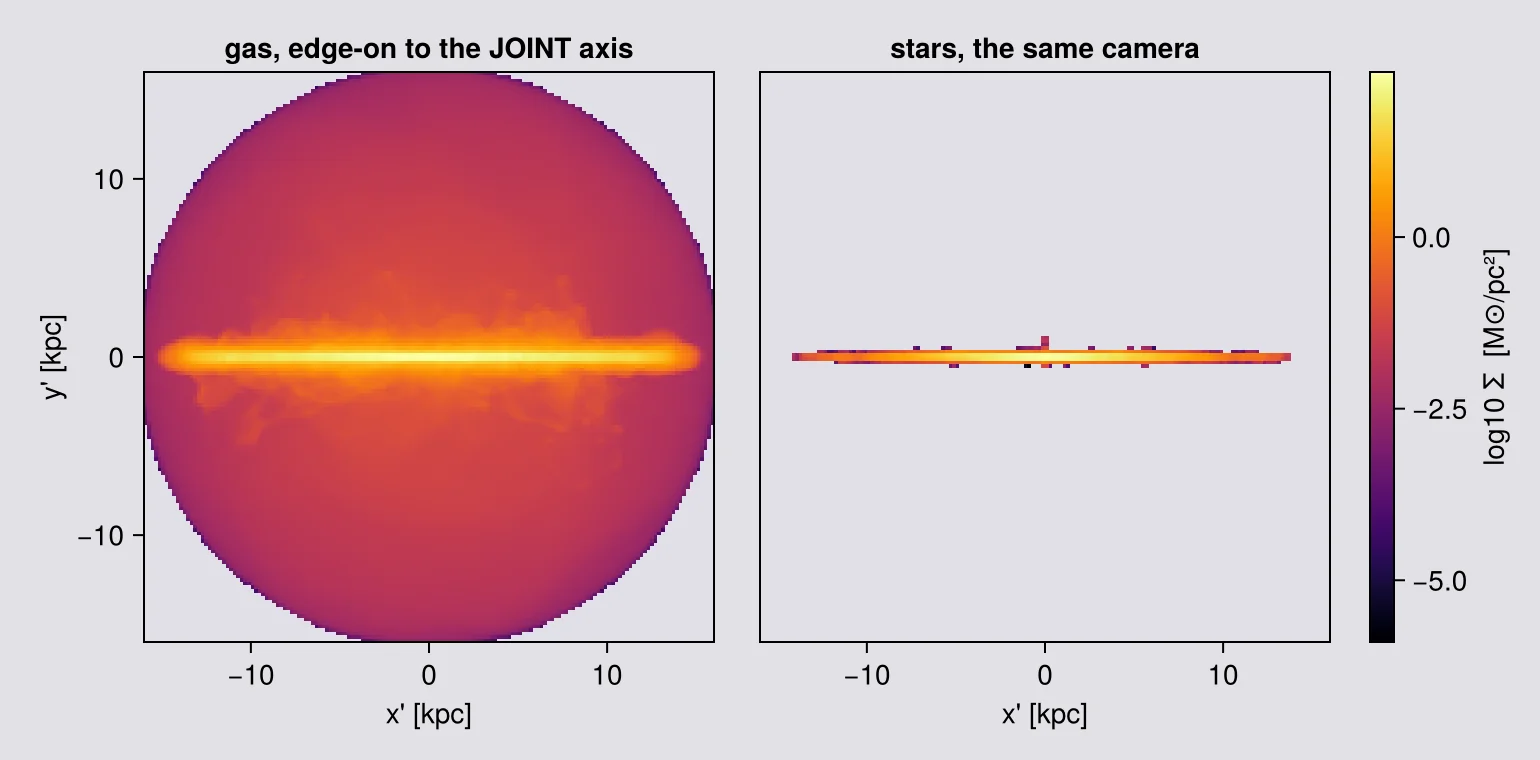 gas, edge-on to the JOINT axis
stars, the same camera
y' [kpc]
10
0
−10
−10
0
10
x' [kpc]
−10
0
10
x' [kpc]
0.0
−2.5
−5.0
log10 Σ [M⊙/pc²]